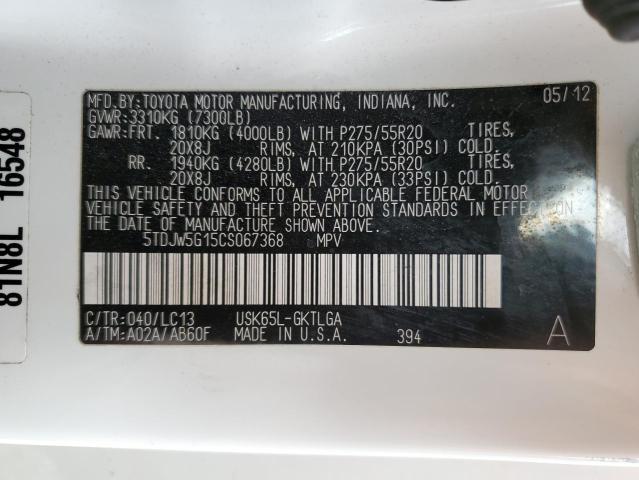 MFD.BY:TOYOTA MOTOR MANUFACTURING, INDIANA, INC. 05/12
GVWR:3310KG (7300LB)
GAWR:FRT. 1810KG (4000LB) WITH P275/55R20 TIRES,
20X8J RIMS, AT 210KPA (30PSI) COLD.
RR. 1940KG (4280LB) WITH P275/55R20 TIRES,
20X8J RIMS, AT 230KPA (33PSI) COLD.
THIS VEHICLE CONFORMS TO ALL APPLICABLE FEDERAL MOTOR
VEHICLE SAFETY AND THEFT PREVENTION STANDARDS IN EFFECT ON
THE DATE OF MANUFACTURE SHOWN ABOVE.
5TDJW5G15CS067368 MPV
C/TR:040/LC13 USK65L-GKTLGA
A/TM:A02A/AB60F MADE IN U.S.A. 394 A
81N8L 16548